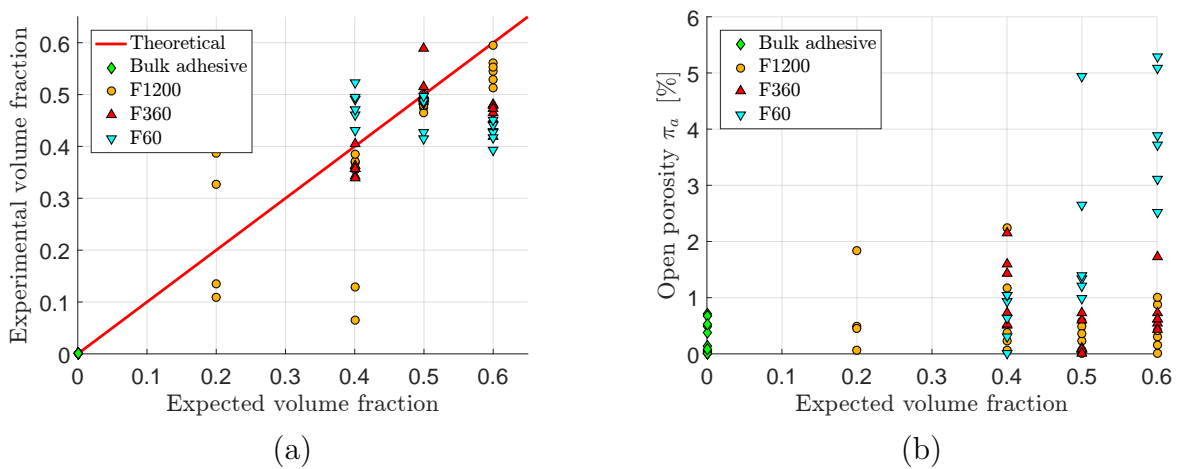 0.6
0.5
0.4
0.3
0.2
0.1
0
Experimental volume fraction
Theoretical
Bulk adhesive
F1200
F360
F60
0 0.1 0.2 0.3 0.4 0.5 0.6
Expected volume fraction
(a)
6
5
4
3
2
1
0
Open porosity πₐ [%]
Bulk adhesive
F1200
F360
F60
0 0.1 0.2 0.3 0.4 0.5 0.6
Expected volume fraction
(b)